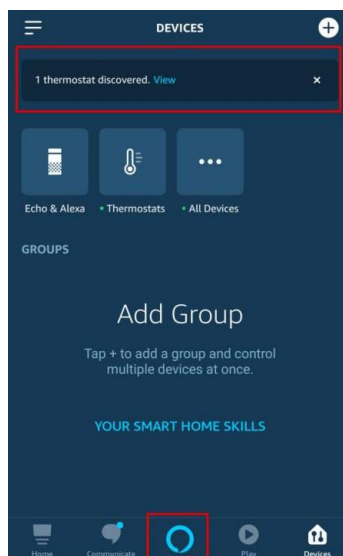 DEVICES
1 thermostat discovered. View
Echo & Alexa
Thermostats
All Devices
GROUPS
Add Group
Tap + to add a group and control
multiple devices at once.
YOUR SMART HOME SKILLS
Home
Communicate
Play
Devices